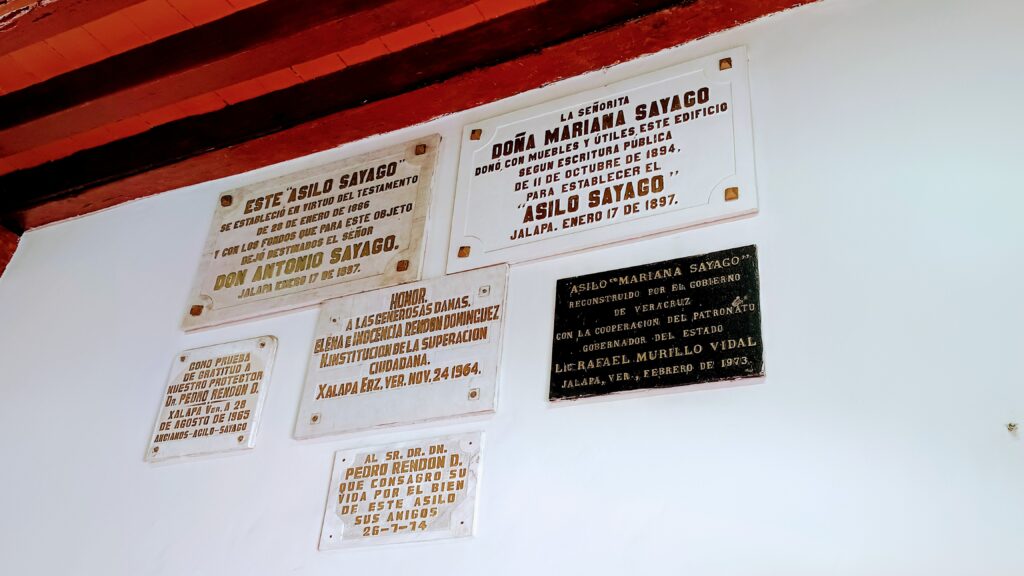 ESTE "ASILO SAYAGO"
SE ESTABLECIÓ EN VIRTUD DEL TESTAMENTO
DE 28 DE ENERO DE 1886
Y CON LOS FONDOS QUE PARA ESTE OBJETO
DEJÓ DESTINADOS EL SEÑOR
DON ANTONIO SAYAGO.
JALAPA ENERO 17 DE 1897.
LA SEÑORITA
DOÑA MARIANA SAYAGO
DONÓ, CON MUEBLES Y ÚTILES, ESTE EDIFICIO
SEGUN ESCRITURA PÚBLICA
DE 11 DE OCTUBRE DE 1894,
PARA ESTABLECER EL
"ASILO SAYAGO"
JALAPA, ENERO 17 DE 1897.
HONOR.
A LAS GENEROSAS DAMAS,
ELENA E INOCENCIA RENDON DOMINGUEZ
H.INSTITUCION DE LA SUPERACION
CIUDADANA.
XALAPA ERZ, VER. NOV. 24 1964.
"ASILO "MARIANA SAYAGO"
RECONSTRUIDO POR EL GOBIERNO
DE VERACRUZ
CON LA COOPERACION DEL PATRONATO
GOBERNADOR DEL ESTADO
LIC. RAFAEL MURILLO VIDAL
JALAPA, VER., FEBRERO DE 1973.
COMO PRUEBA
DE GRATITUD A
NUESTRO PROTECTOR
DR. PEDRO RENDON D.
XALAPA VER. A 28
DE AGOSTO DE 1965
ANCIANOS-ACILO-SAYAGO
AL SR. DR. DN.
PEDRO RENDON D.
QUE CONSAGRO SU
VIDA POR EL BIEN
DE ESTE ASILO
SUS AMIGOS
26-7-74